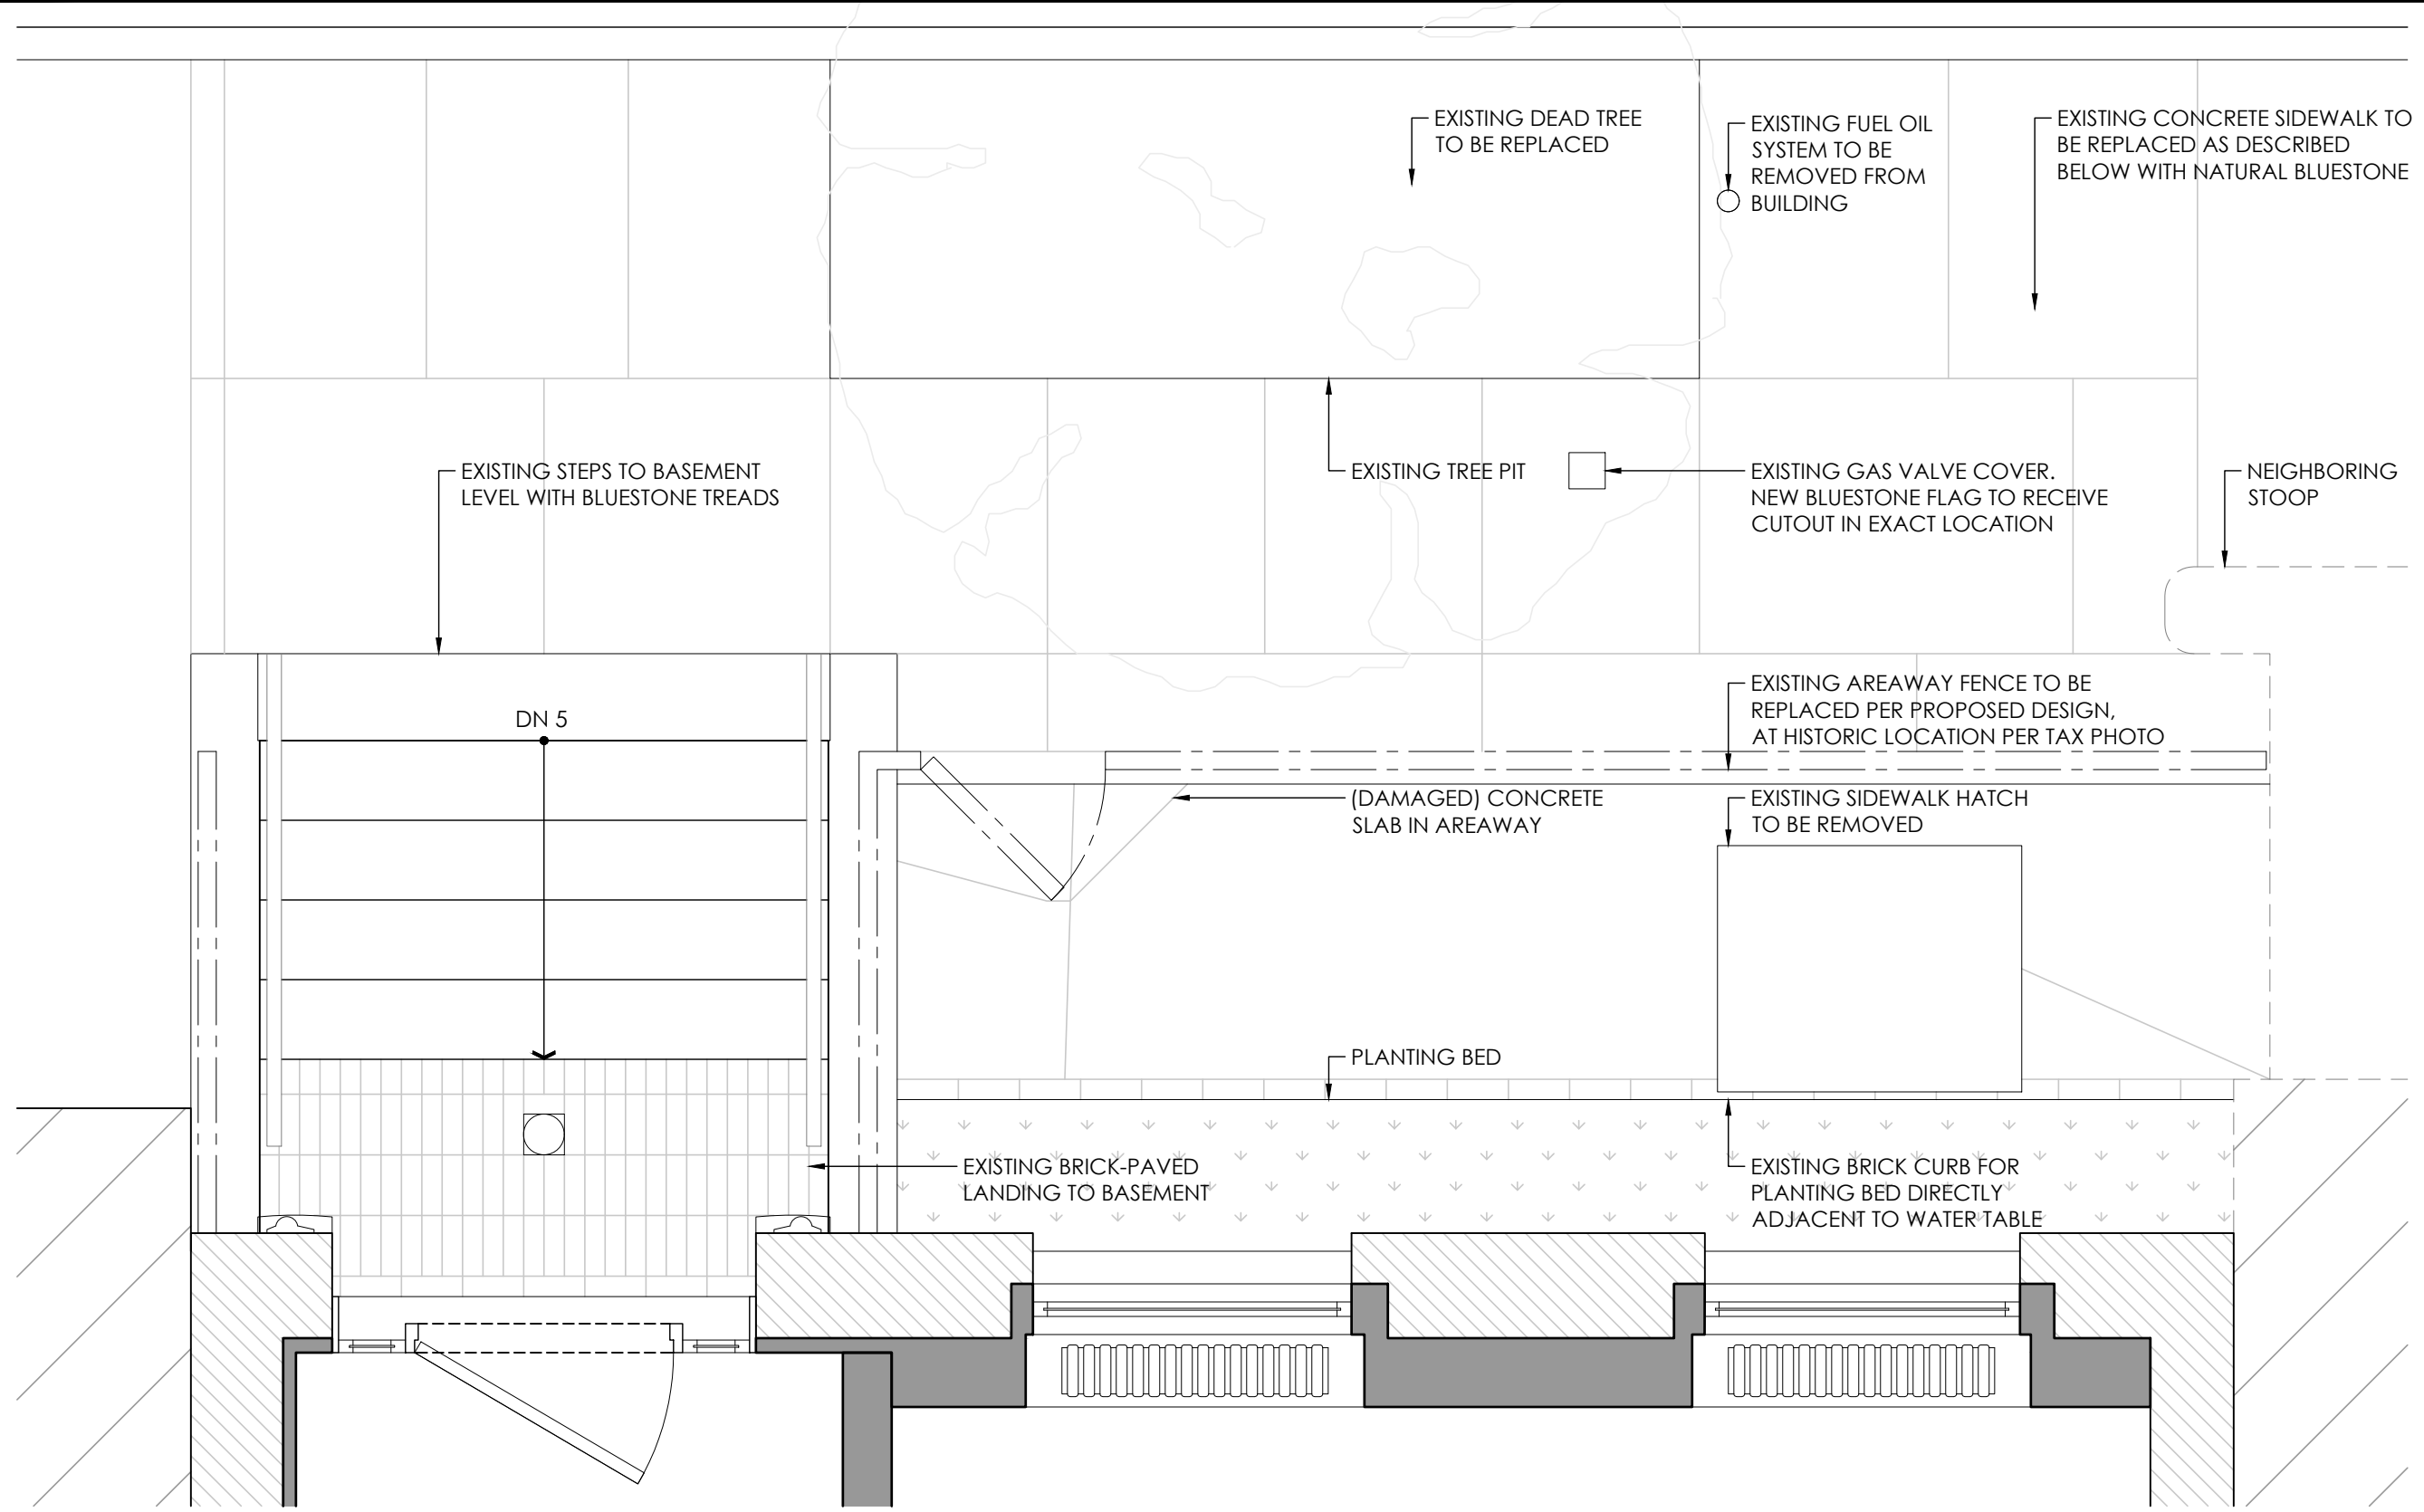 EXISTING DEAD TREE
TO BE REPLACED
EXISTING FUEL OIL
SYSTEM TO BE
REMOVED FROM
BUILDING
EXISTING CONCRETE SIDEWALK TO
BE REPLACED AS DESCRIBED
BELOW WITH NATURAL BLUESTONE
EXISTING STEPS TO BASEMENT
LEVEL WITH BLUESTONE TREADS
EXISTING TREE PIT
EXISTING GAS VALVE COVER.
NEW BLUESTONE FLAG TO RECEIVE
CUTOUT IN EXACT LOCATION
NEIGHBORING
STOOP
DN 5
EXISTING AREAWAY FENCE TO BE
REPLACED PER PROPOSED DESIGN,
AT HISTORIC LOCATION PER TAX PHOTO
(DAMAGED) CONCRETE
SLAB IN AREAWAY
EXISTING SIDEWALK HATCH
TO BE REMOVED
PLANTING BED
EXISTING BRICK-PAVED
LANDING TO BASEMENT
EXISTING BRICK CURB FOR
PLANTING BED DIRECTLY
ADJACENT TO WATER TABLE